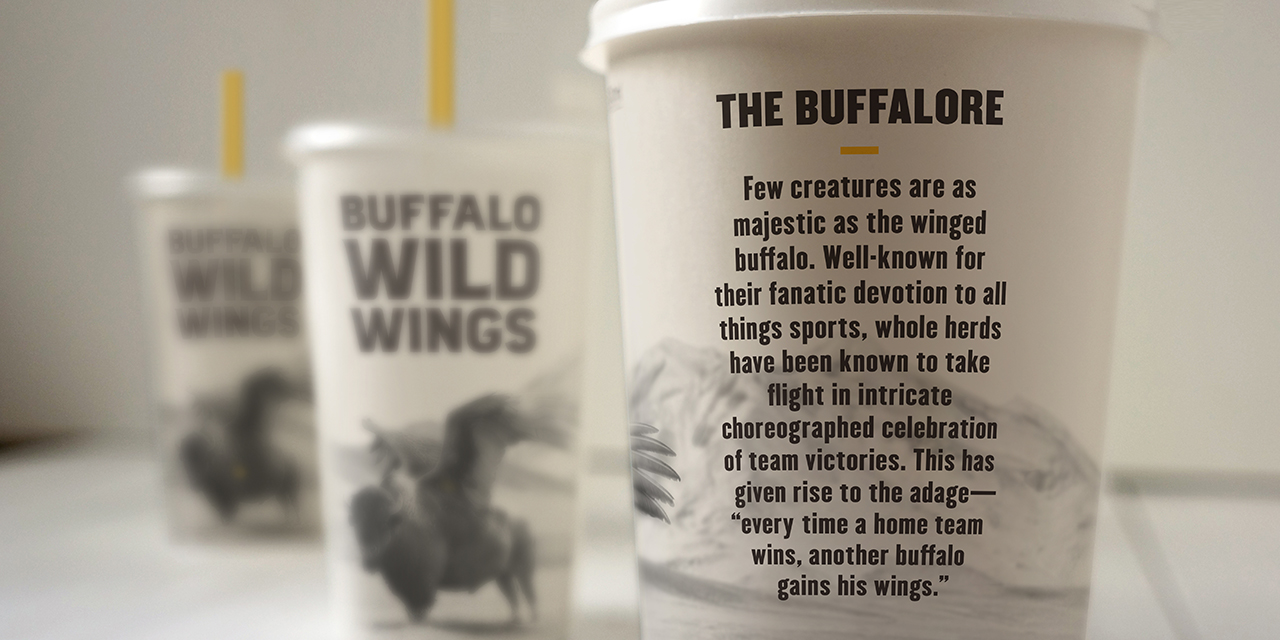 BUFFALO
WILD
WINGS
BUFFALO
WILD
WINGS
THE BUFFALORE
Few creatures are as
majestic as the winged
buffalo. Well-known for
their fanatic devotion to all
things sports, whole herds
have been known to take
flight in intricate
choreographed celebration
of team victories. This has
given rise to the adage—
“every time a home team
wins, another buffalo
gains his wings.”